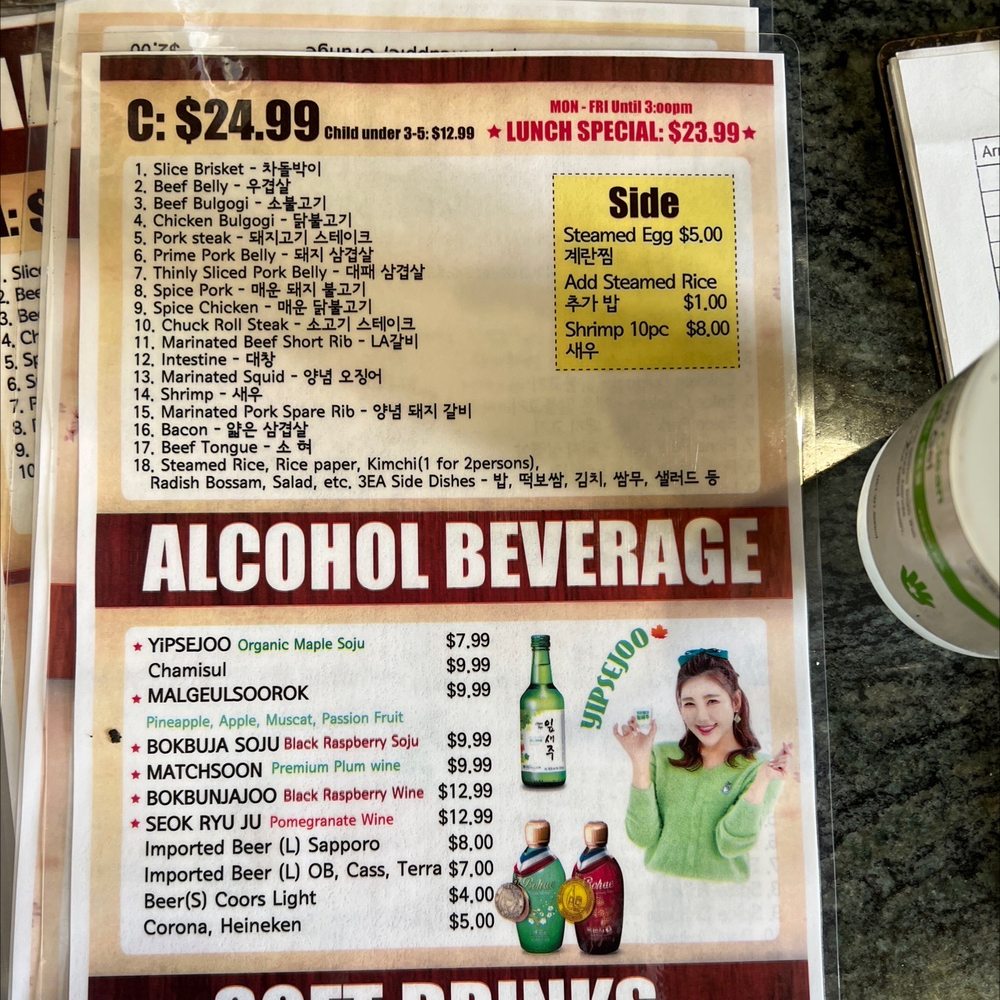 C: $24.99 Child under 3-5: $12.99
MON - FRI Until 3:00pm
★ LUNCH SPECIAL: $23.99 ★
1. Slice Brisket - 차돌박이
2. Beef Belly - 우겹살
3. Beef Bulgogi - 소불고기
4. Chicken Bulgogi - 닭불고기
5. Pork steak - 돼지고기 스테이크
6. Prime Pork Belly - 돼지 삼겹살
7. Thinly Sliced Pork Belly - 대패 삼겹살
8. Spice Pork - 매운 돼지 불고기
9. Spice Chicken - 매운 닭불고기
10. Chuck Roll Steak - 소고기 스테이크
11. Marinated Beef Short Rib - LA갈비
12. Intestine - 대창
13. Marinated Squid - 양념 오징어
14. Shrimp - 새우
15. Marinated Pork Spare Rib - 양념 돼지 갈비
16. Bacon - 얇은 삼겹살
17. Beef Tongue - 소 혀
18. Steamed Rice, Rice paper, Kimchi(1 for 2persons),
Radish Bossam, Salad, etc. 3EA Side Dishes - 밥, 떡보쌈, 김치, 쌈무, 샐러드 등
Side
Steamed Egg $5.00
계란찜
Add Steamed Rice
추가 밥 $1.00
Shrimp 10pc $8.00
새우
ALCOHOL BEVERAGE
★ YiPSEJOO Organic Maple Soju $7.99
Chamisul $9.99
★ MALGEULSOOROK $9.99
Pineapple, Apple, Muscat, Passion Fruit
★ BOKBUJA SOJU Black Raspberry Soju $9.99
★ MATCHSOON Premium Plum wine $9.99
★ BOKBUNJAJOO Black Raspberry Wine $12.99
★ SEOK RYU JU Pomegranate Wine $12.99
Imported Beer (L) Sapporo $8.00
Imported Beer (L) OB, Cass, Terra $7.00
Beer(S) Coors Light $4.00
Corona, Heineken $5.00
YIPSEJOO
잎새주
Bohae
Bohae
SOFT DRINKS